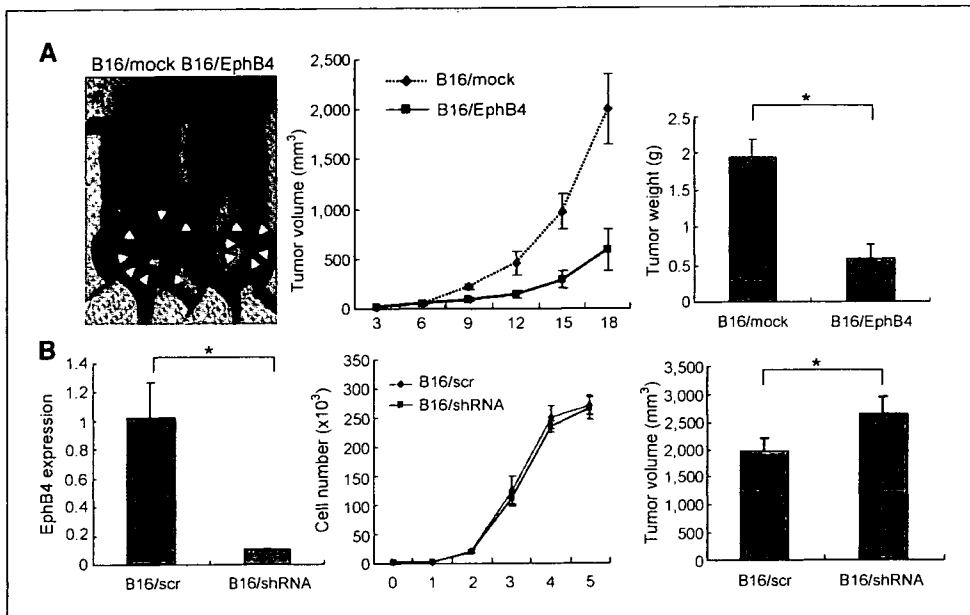 A
B16/mock B16/EphB4
Tumor volume (mm³)
2,500
2,000
1,500
1,000
500
0
3 6 9 12 15 18
B16/mock
B16/EphB4
Tumor weight (g)
2.5
2
1.5
1
0.5
0
*
B16/mock B16/EphB4
B
EphB4 expression
1.4
1.2
1
0.8
0.6
0.4
0.2
0
*
B16/scr B16/shRNA
Cell number (x10³)
350
300
250
200
150
100
50
0
0 1 2 3 4 5
B16/scr
B16/shRNA
Tumor volume (mm³)
3,500
3,000
2,500
2,000
1,500
1,000
500
0
*
B16/scr B16/shRNA